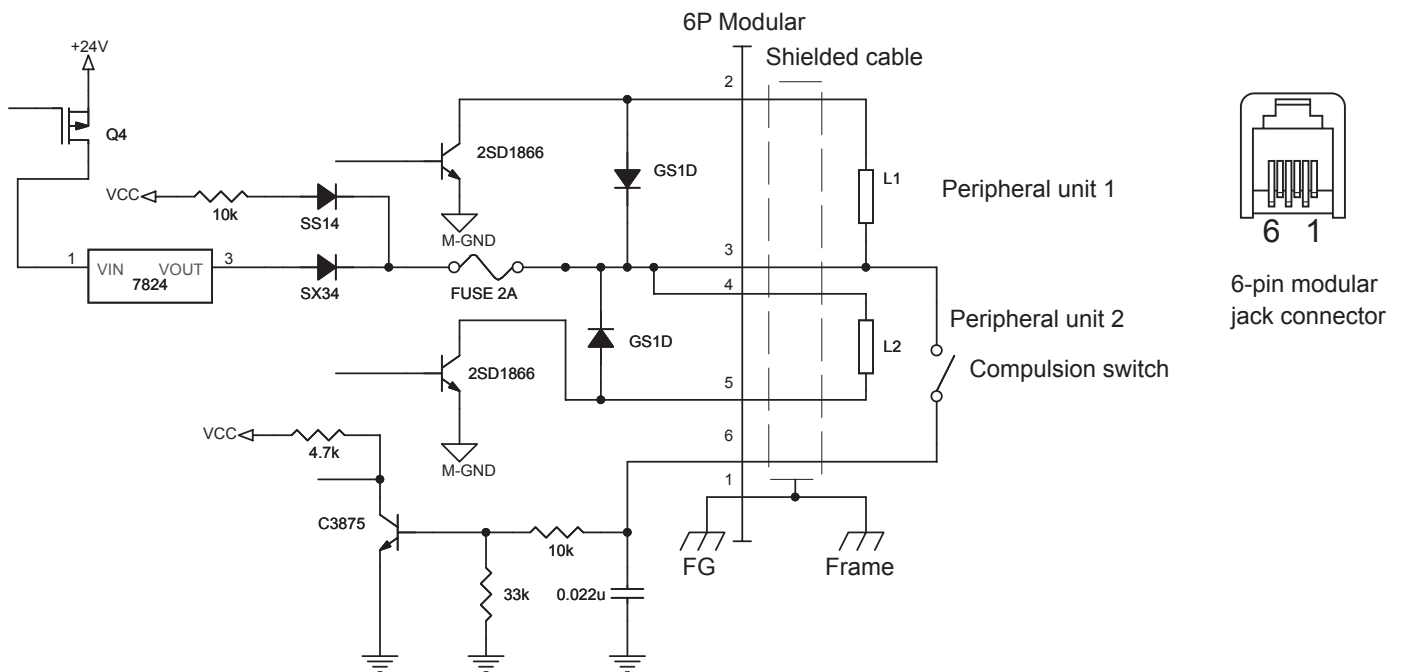 6P Modular
Shielded cable
+24V
Q4
2
2SD1866
GS1D
L1
Peripheral unit 1
VCC
10k
SS14
M-GND
6 1
1
VIN VOUT
7824
3
SX34
FUSE 2A
3
4
6-pin modular
jack connector
Peripheral unit 2
GS1D
L2
Compulsion switch
2SD1866
5
VCC
4.7k
M-GND
6
1
C3875
10k
FG
Frame
33k
0.022u